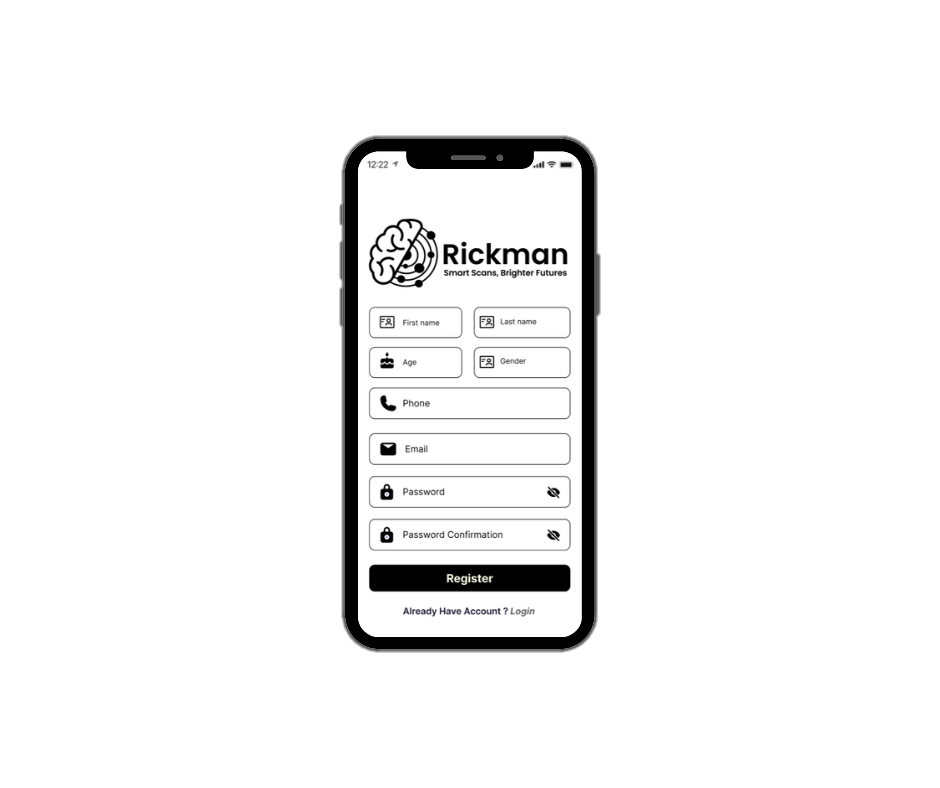 12:22
Rickman
Smart Scans, Brighter Futures
First name
Last name
Age
Gender
Phone
Email
Password
Password Confirmation
Register
Already Have Account ? Login